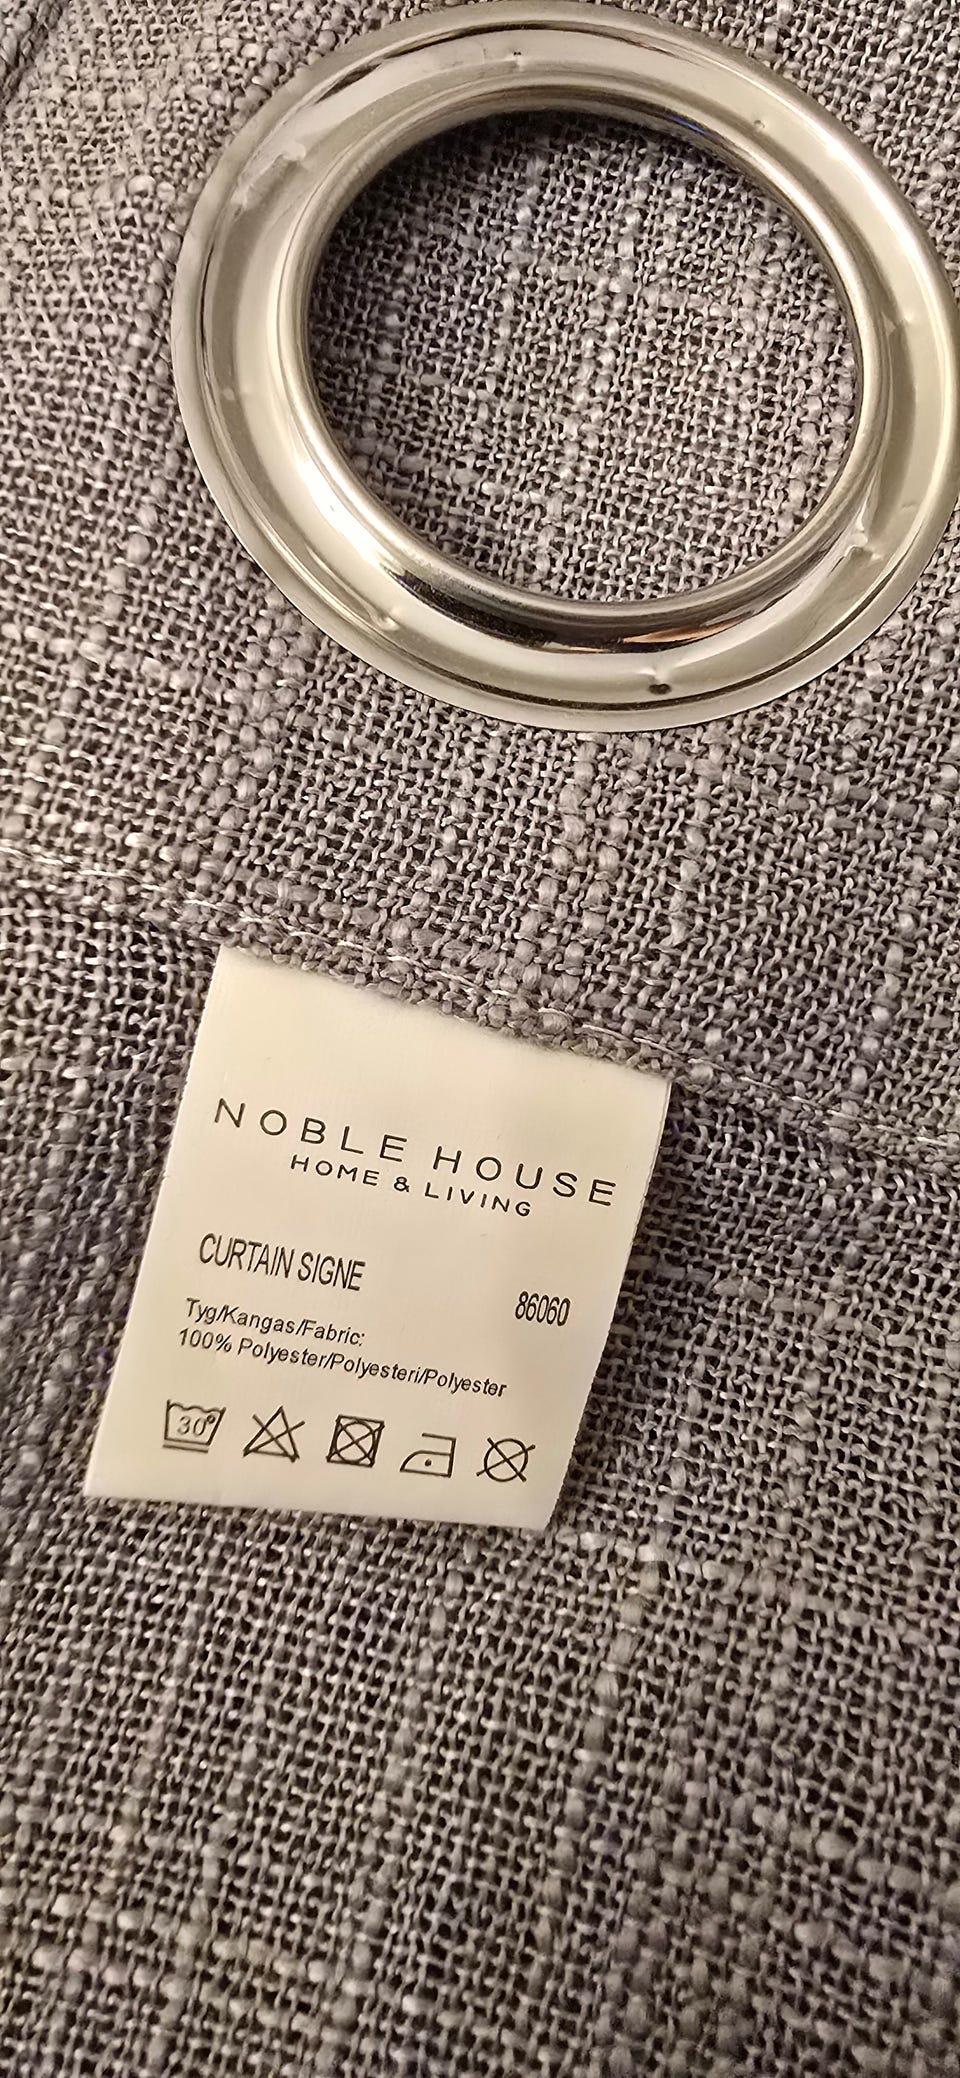 NOBLE HOUSE
HOME & LIVING
CURTAIN SIGNE
86060
Tyg/Kangas/Fabric:
100% Polyester/Polyesteri/Polyester
30°